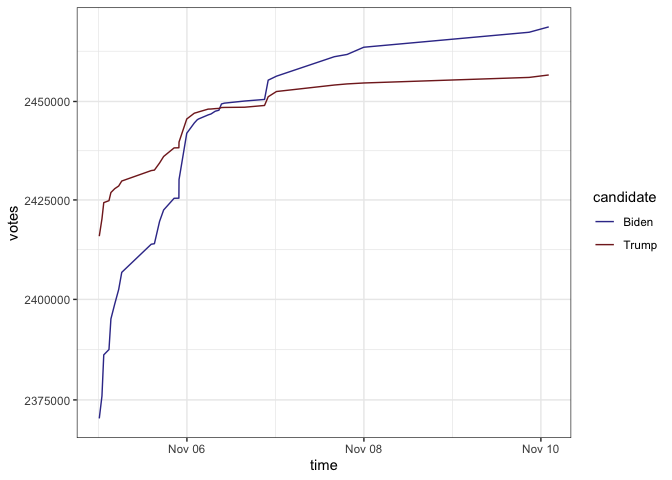 votes
2450000
2425000
2400000
2375000
Nov 06
Nov 08
Nov 10
time
candidate
Biden
Trump